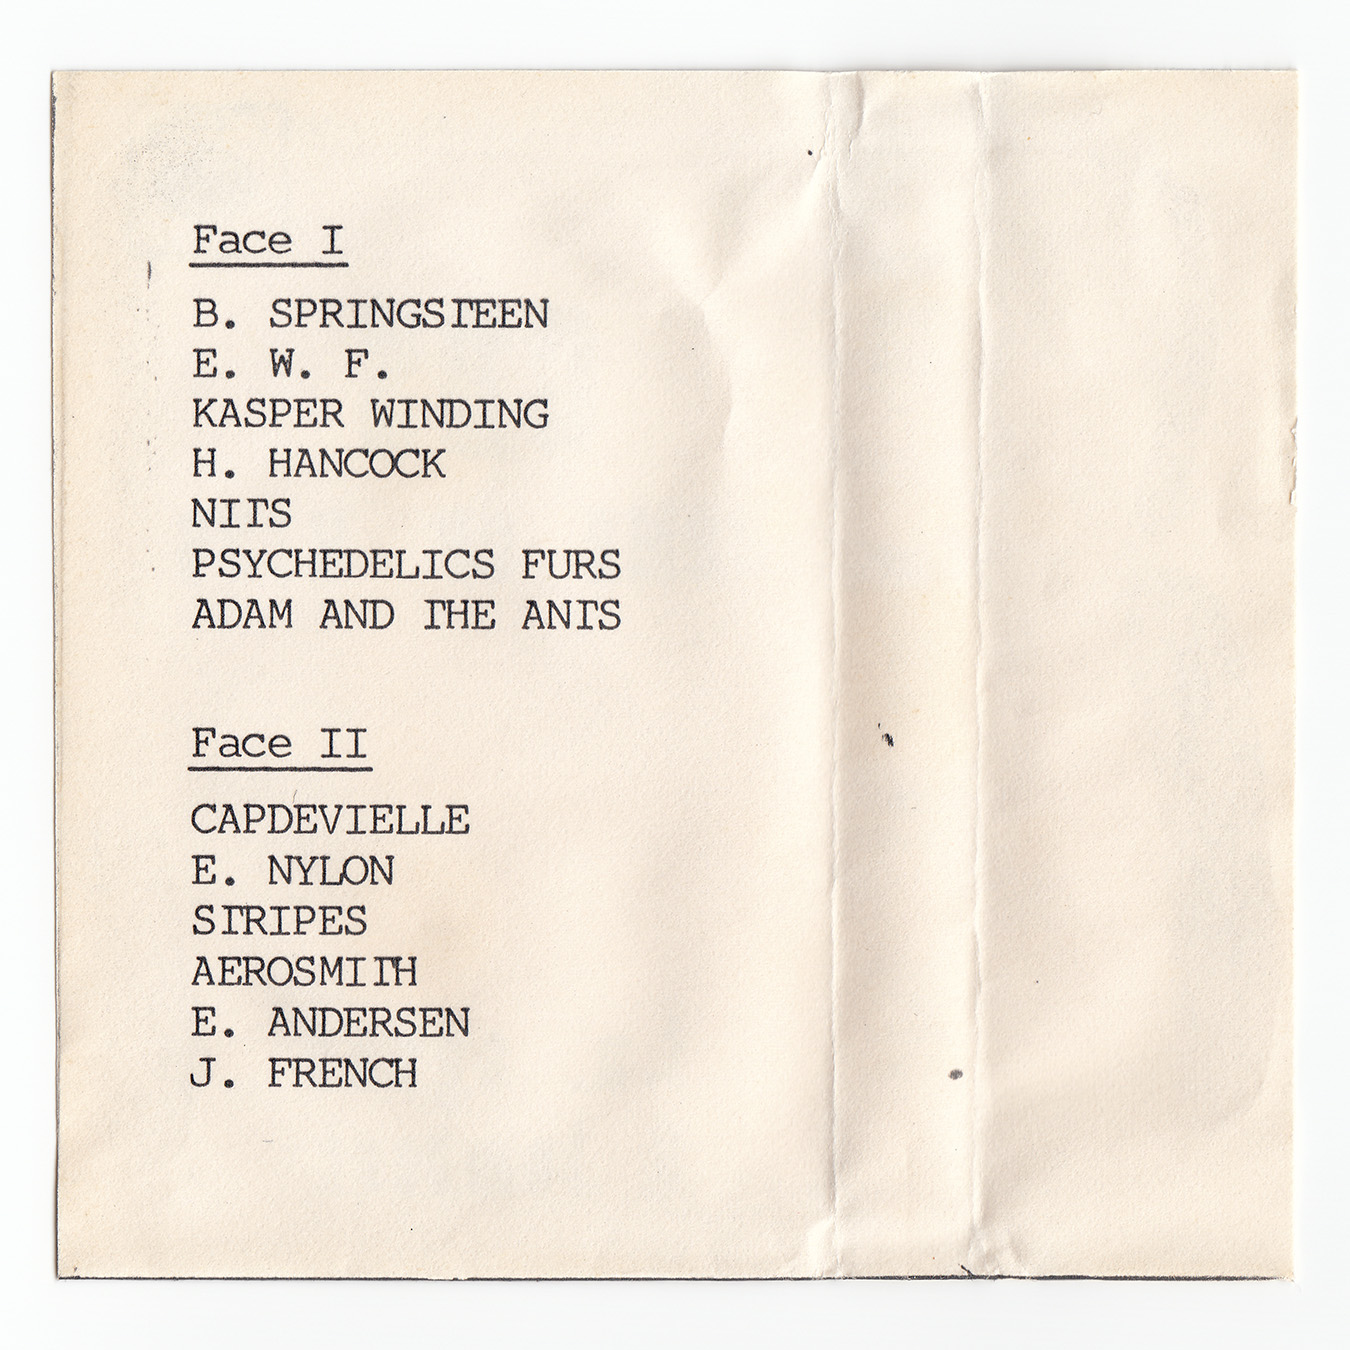 Face I
B. SPRINGSTEEN
E. W. F.
KASPER WINDING
H. HANCOCK
NITS
PSYCHEDELICS FURS
ADAM AND THE ANTS
Face II
CAPDEVIELLE
E. NYLON
STRIPES
AEROSMITH
E. ANDERSEN
J. FRENCH